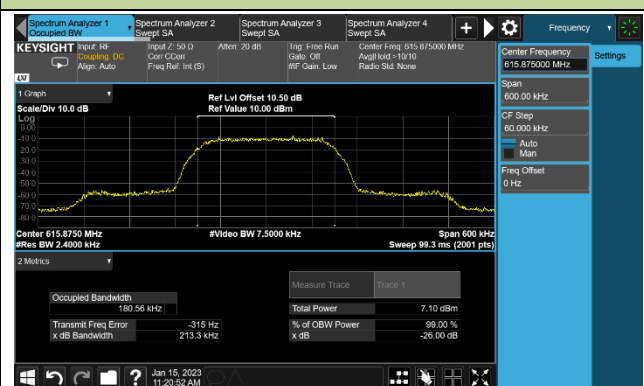 Spectrum Analyzer 1
Occupied BW
Spectrum Analyzer 2
Swept SA
Spectrum Analyzer 3
Swept SA
Spectrum Analyzer 4
Swept SA
Frequency
KEYSIGHT
Input: RF
Coupling: DC
Align: Auto
Input Z: 50 Ω
Corr CCorr
Freq Ref: Int (S)
Atten: 20 dB
Trig: Free Run
Gate: Off
#IF Gain: Low
Center Freq: 615.875000 MHz
Avg|Hold:>10/10
Radio Std: None
LXI
Center Frequency
615.875000 MHz
Settings
Span
600.00 kHz
CF Step
60.000 kHz
Auto
Man
Freq Offset
0 Hz
1 Graph
Scale/Div 10.0 dB
Ref Lvl Offset 10.50 dB
Ref Value 10.00 dBm
Log
0.00
-10.0
-20.0
-30.0
-40.0
-50.0
-60.0
-70.0
-80.0
Center 615.8750 MHz
#Video BW 7.5000 kHz
Span 600 kHz
#Res BW 2.4000 kHz
Sweep 99.3 ms (2001 pts)
2 Metrics
Measure Trace
Trace 1
Occupied Bandwidth
180.56 kHz
Total Power
7.10 dBm
Transmit Freq Error
-315 Hz
% of OBW Power
99.00 %
x dB Bandwidth
213.3 kHz
x dB
-26.00 dB
Jan 15, 2023
11:20:52 AM